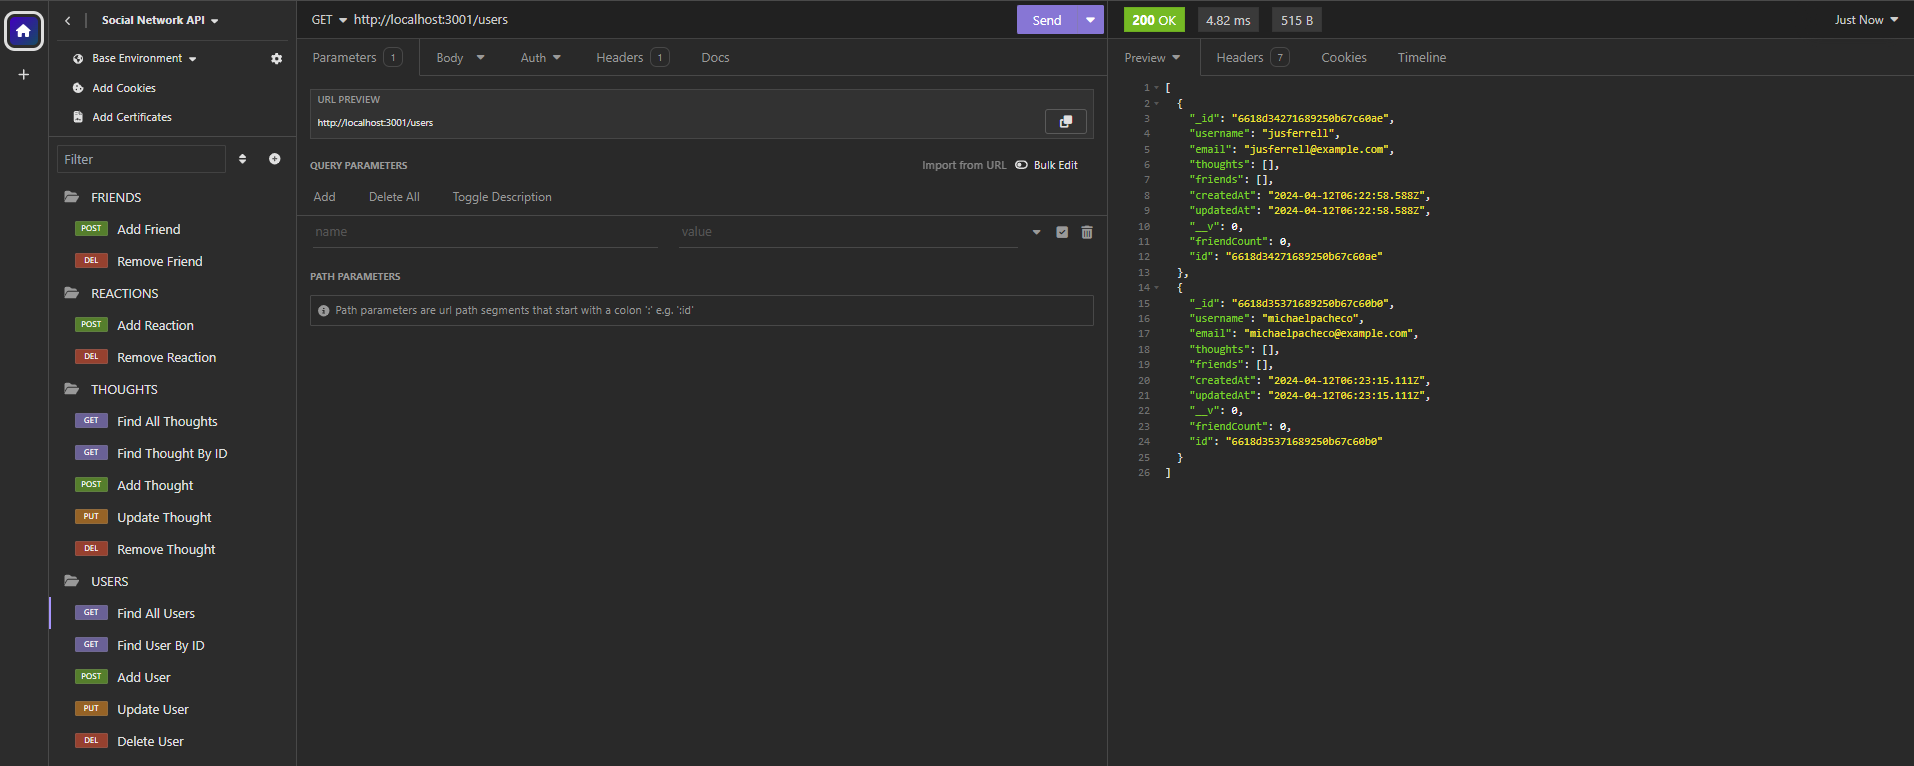 Social Network API
Base Environment
Add Cookies
Add Certificates
Filter
FRIENDS
POST Add Friend
DEL Remove Friend
REACTIONS
POST Add Reaction
DEL Remove Reaction
THOUGHTS
GET Find All Thoughts
GET Find Thought By ID
POST Add Thought
PUT Update Thought
DEL Remove Thought
USERS
GET Find All Users
GET Find User By ID
POST Add User
PUT Update User
DEL Delete User
GET http://localhost:3001/users Send
Parameters 1 Body Auth Headers 1 Docs
URL PREVIEW
http://localhost:3001/users
QUERY PARAMETERS Import from URL Bulk Edit
Add Delete All Toggle Description
name value
PATH PARAMETERS
Path parameters are url path segments that start with a colon ':' e.g. ':id'
200 OK 4.82 ms 515 B Just Now
Preview Headers 7 Cookies Timeline
1 [
2 {
3 "_id": "6618d34271689250b67c60ae",
4 "username": "jusferrell",
5 "email": "jusferrell@example.com",
6 "thoughts": [],
7 "friends": [],
8 "createdAt": "2024-04-12T06:22:58.588Z",
9 "updatedAt": "2024-04-12T06:22:58.588Z",
10 "__v": 0,
11 "friendCount": 0,
12 "id": "6618d34271689250b67c60ae"
13 },
14 {
15 "_id": "6618d35371689250b67c60b0",
16 "username": "michaelpacheco",
17 "email": "michaelpacheco@example.com",
18 "thoughts": [],
19 "friends": [],
20 "createdAt": "2024-04-12T06:23:15.111Z",
21 "updatedAt": "2024-04-12T06:23:15.111Z",
22 "__v": 0,
23 "friendCount": 0,
24 "id": "6618d35371689250b67c60b0"
25 }
26 ]